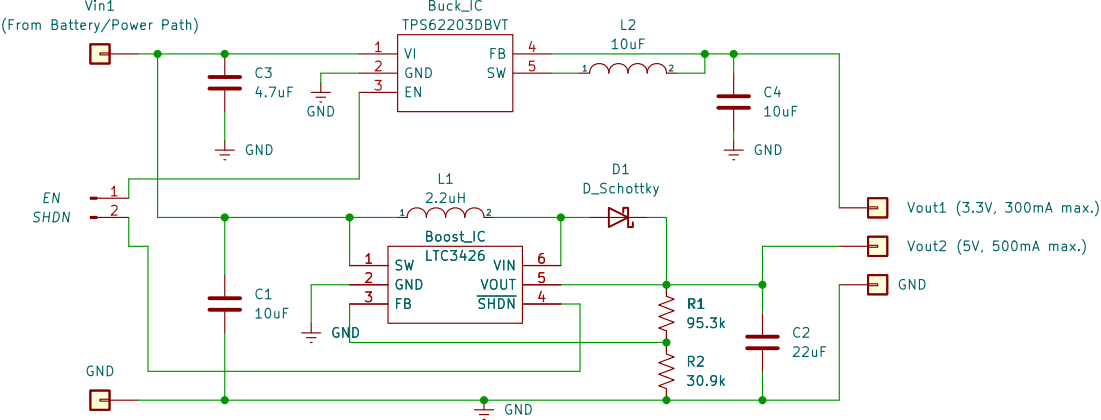 Vin1
(From Battery/Power Path)
Buck_IC
TPS62203DBVT
1 VI
2 GND
3 EN
FB 4
SW 5
L2
10uF
1 2
C3
4.7uF
GND
GND
C4
10uF
GND
EN 1
SHDN 2
L1
2.2uH
1 2
D1
D_Schottky
Boost_IC
LTC3426
1 SW
2 GND
3 FB
VIN 6
VOUT 5
SHDN 4
Vout1 (3.3V, 300mA max.)
Vout2 (5V, 500mA max.)
GND
C1
10uF
GND
R1
95.3k
R2
30.9k
C2
22uF
GND
GND